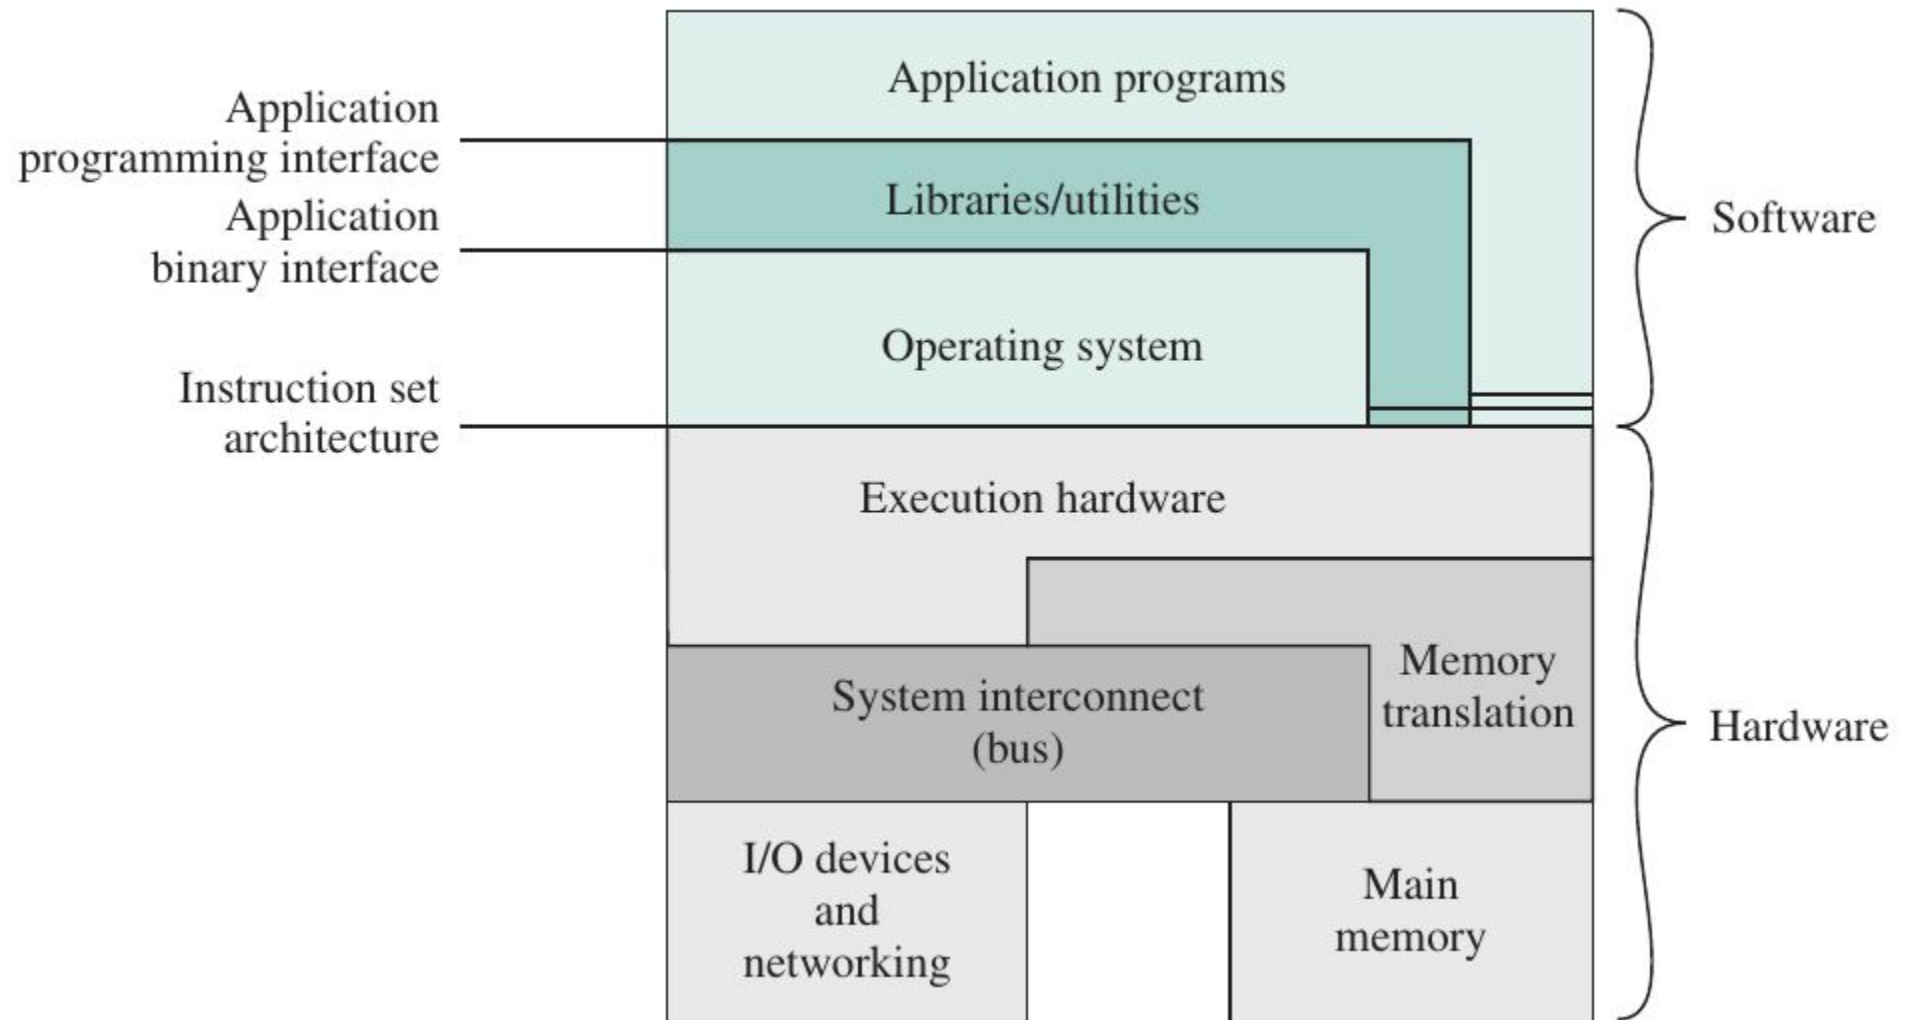 Application programs
Application
programming interface
Libraries/utilities
Application
binary interface
Software
Operating system
Instruction set
architecture
Execution hardware
Memory
translation
System interconnect
(bus)
Hardware
I/O devices
and
networking
Main
memory